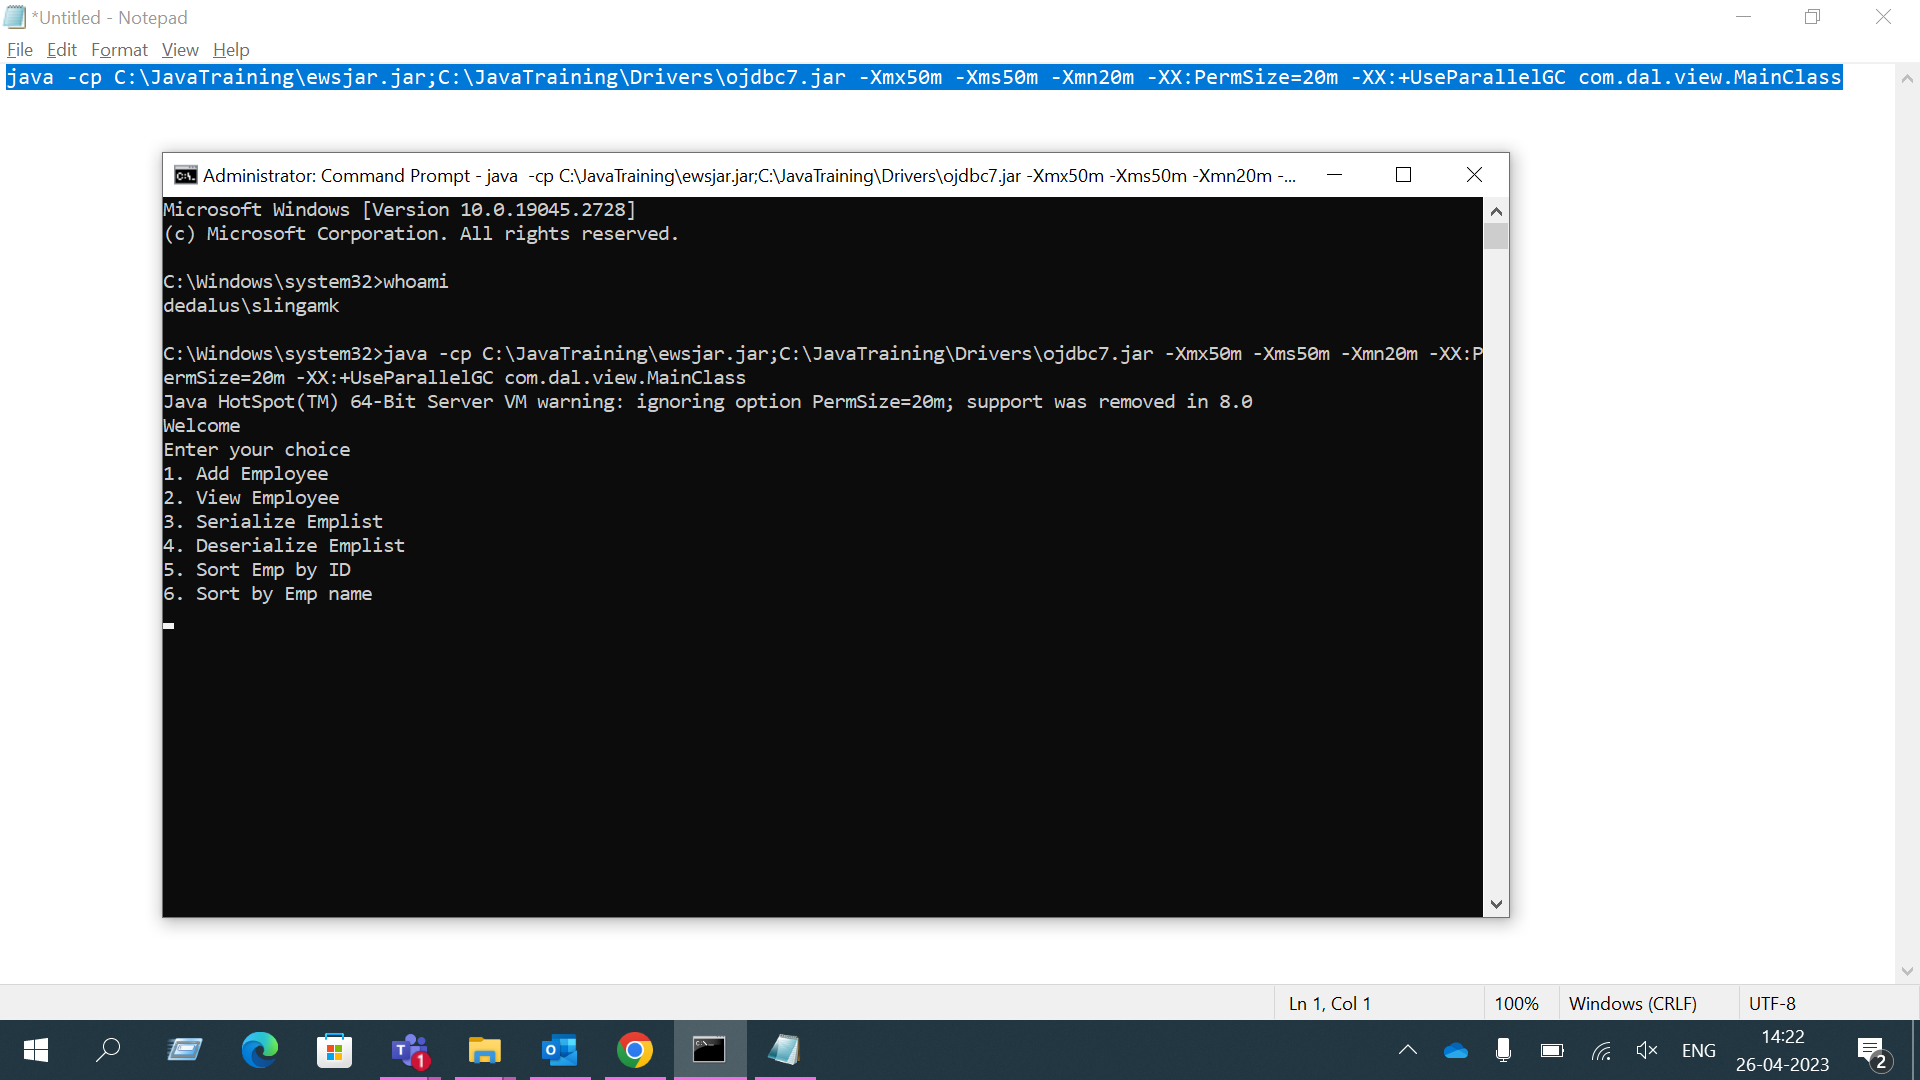 *Untitled - Notepad
File Edit Format View Help
java -cp C:\JavaTraining\ewsjar.jar;C:\JavaTraining\Drivers\ojdbc7.jar -Xmx50m -Xms50m -Xmn20m -XX:PermSize=20m -XX:+UseParallelGC com.dal.view.MainClass
Administrator: Command Prompt - java  -cp C:\JavaTraining\ewsjar.jar;C:\JavaTraining\Drivers\ojdbc7.jar -Xmx50m -Xms50m -Xmn20m -...
Microsoft Windows [Version 10.0.19045.2728]
(c) Microsoft Corporation. All rights reserved.
C:\Windows\system32>whoami
dedalus\slingamk
C:\Windows\system32>java -cp C:\JavaTraining\ewsjar.jar;C:\JavaTraining\Drivers\ojdbc7.jar -Xmx50m -Xms50m -Xmn20m -XX:P
ermSize=20m -XX:+UseParallelGC com.dal.view.MainClass
Java HotSpot(TM) 64-Bit Server VM warning: ignoring option PermSize=20m; support was removed in 8.0
Welcome
Enter your choice
1. Add Employee
2. View Employee
3. Serialize Emplist
4. Deserialize Emplist
5. Sort Emp by ID
6. Sort by Emp name
Ln 1, Col 1 100% Windows (CRLF) UTF-8
1
ENG
14:22
26-04-2023
2